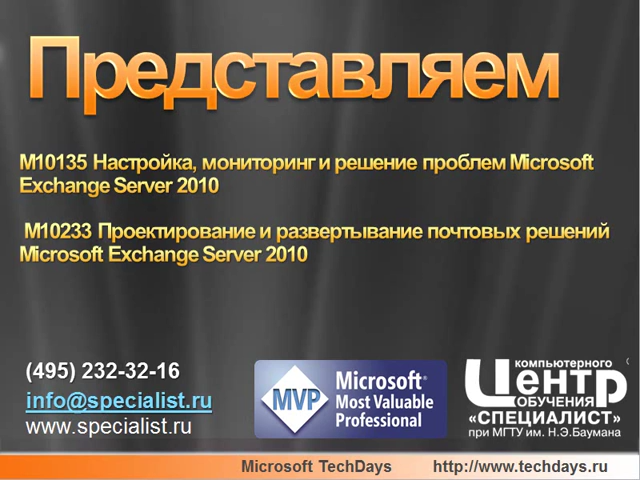 Представляем
М10135 Настройка, мониторинг и решение проблем Microsoft
Exchange Server 2010
М10233 Проектирование и развертывание почтовых решений
Microsoft Exchange Server 2010
(495) 232-32-16
info@specialist.ru
www.specialist.ru
MVP
Microsoft®
Most Valuable
Professional
компьютерного
Центр
ОБУЧЕНИЯ
«СПЕЦИАЛИСТ»
при МГТУ им. Н.Э.Баумана
Microsoft TechDays http://www.techdays.ru